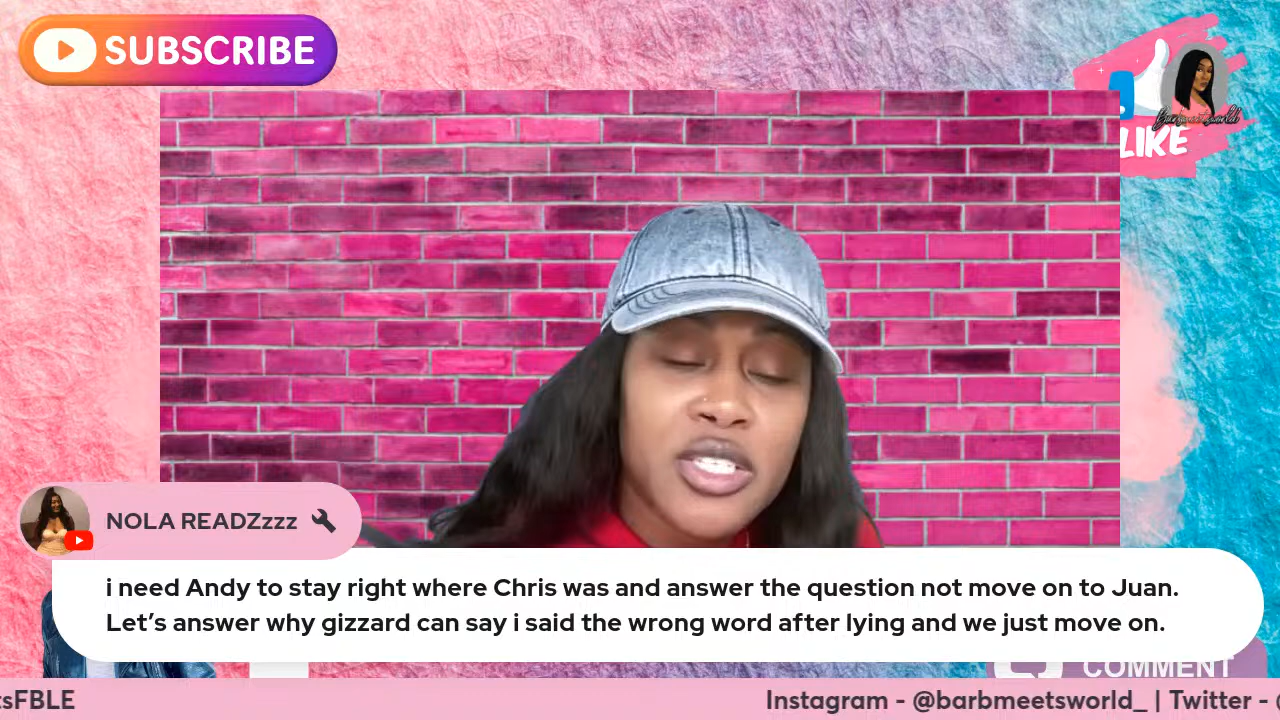 SUBSCRIBE
LIKE
NOLA READZzzz
i need Andy to stay right where Chris was and answer the question not move on to Juan.
Let’s answer why gizzard can say i said the wrong word after lying and we just move on.
COMMENT
tsFBLE
Instagram - @barbmeetsworld_ | Twitter - @